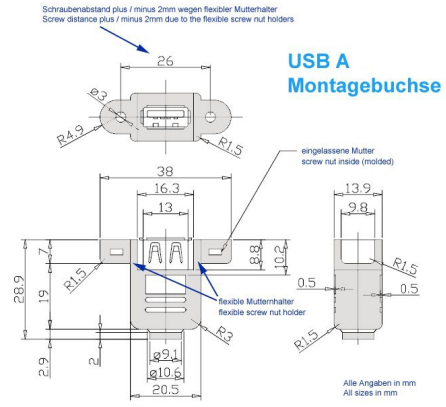 Schraubenabstand plus / minus 2mm wegen flexibler Mutterhalter
Screw distance plus / minus 2mm due to the flexible screw nut holders
USB A
Montagebuchse
26
ø3
R4.9
R1.5
eingelassene Mutter
screw nut inside (molded)
38
16.3
13
13.9
9.8
7
8.8
10.2
R1.5
R1.5
28.9
19
0.5
0.5
flexible Mutternhalter
flexible screw nut holder
R3
R1.5
2.9
2
ø9.1
ø10.6
20.5
Alle Angaben in mm
All sizes in mm